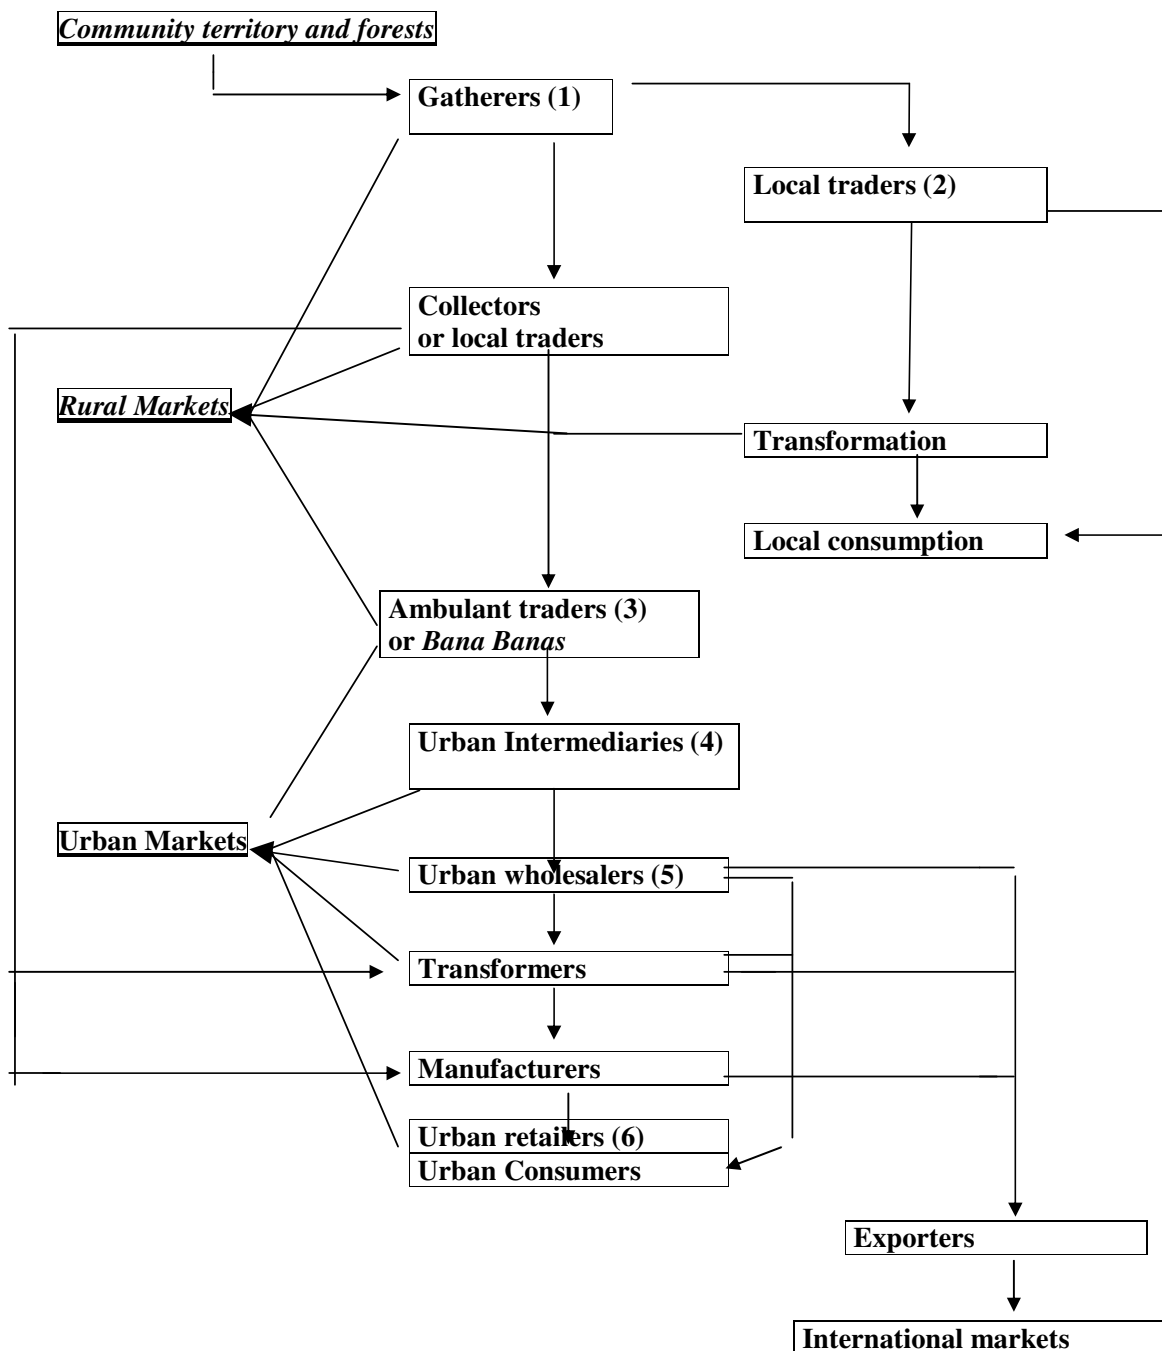 Community territory and forests
Gatherers (1)
Local traders (2)
Collectors
or local traders
Rural Markets
Transformation
Local consumption
Ambulant traders (3)
or Bana Banas
Urban Intermediaries (4)
Urban Markets
Urban wholesalers (5)
Transformers
Manufacturers
Urban retailers (6)
Urban Consumers
Exporters
International markets